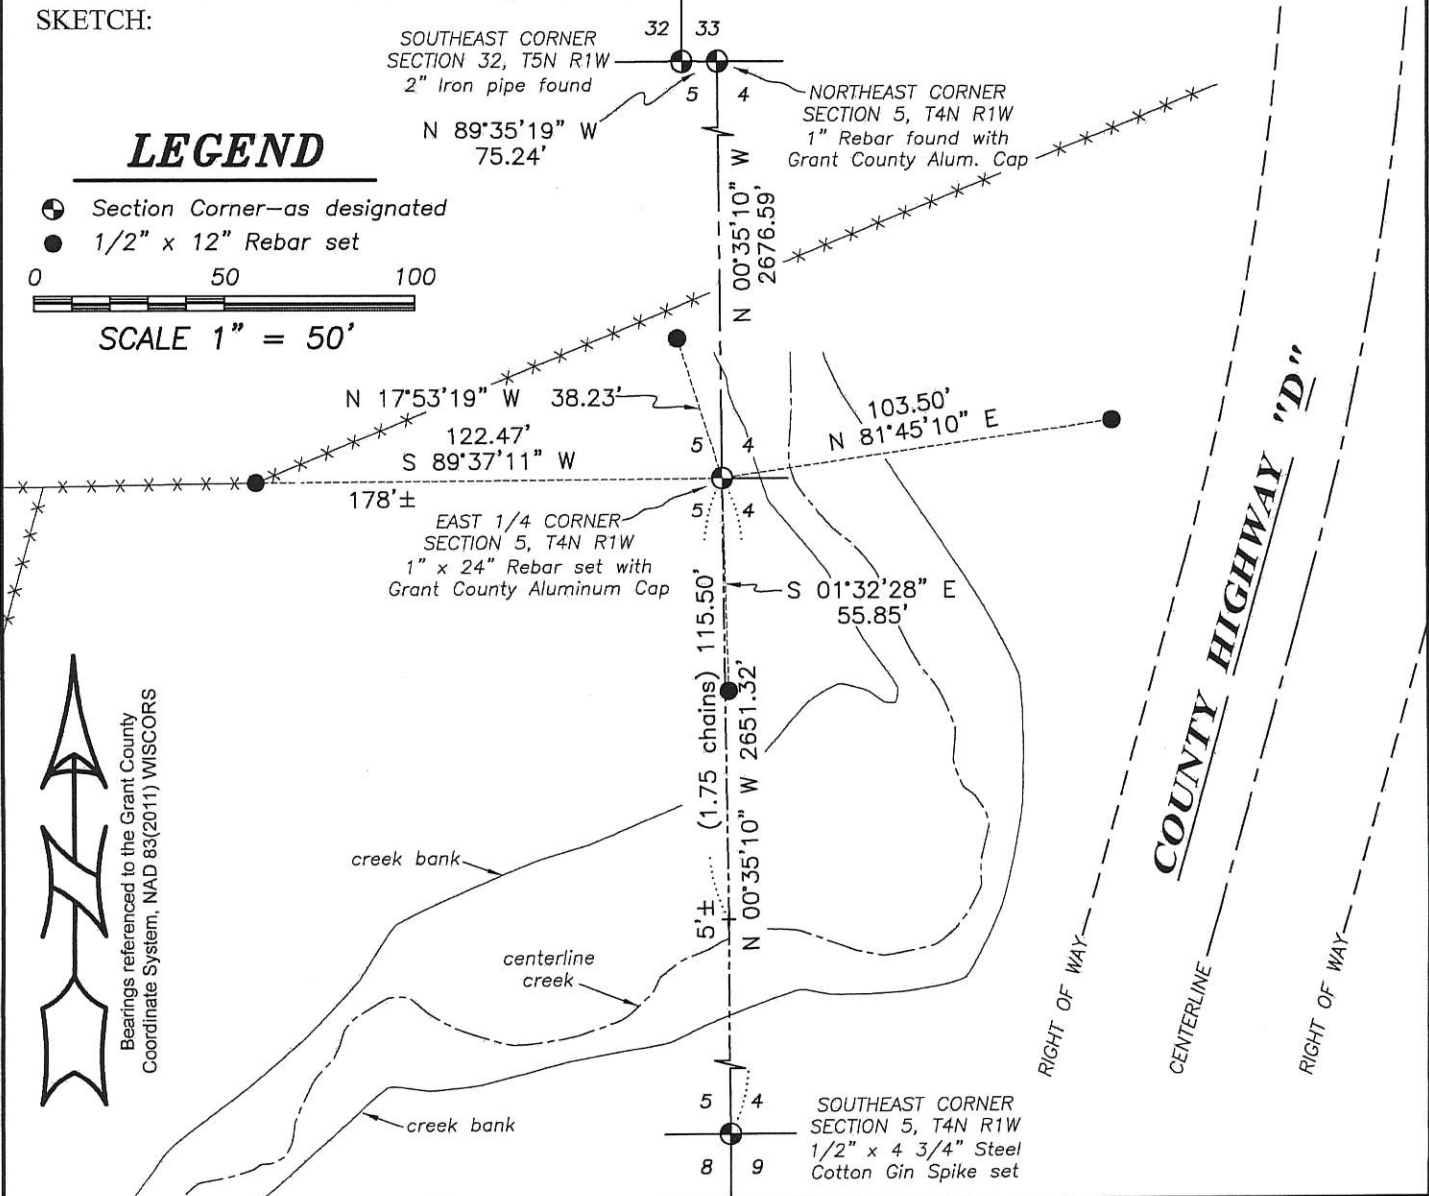 SKETCH:
32 33
SOUTHEAST CORNER
SECTION 32, T5N R1W
2" Iron pipe found
5 4
N 89°35'19" W
75.24'
NORTHEAST CORNER
SECTION 5, T4N R1W
1" Rebar found with
Grant County Alum. Cap
LEGEND
Section Corner-as designated
1/2" x 12" Rebar set
0 50 100
SCALE 1" = 50'
N 00°35'10" W
2676.59'
N 17°53'19" W 38.23'
122.47'
S 89°37'11" W
178'±
5 4
103.50'
N 81°45'10" E
5 4
EAST 1/4 CORNER
SECTION 5, T4N R1W
1" x 24" Rebar set with
Grant County Aluminum Cap
S 01°32'28" E
55.85'
5'± (1.75 chains) 115.50'
N 00°35'10" W 2651.32'
COUNTY HIGHWAY "D"
N
Bearings referenced to the Grant County
Coordinate System, NAD 83(2011) WISCORS
creek bank
centerline
creek
creek bank
RIGHT OF WAY
CENTERLINE
RIGHT OF WAY
5 4
8 9
SOUTHEAST CORNER
SECTION 5, T4N R1W
1/2" x 4 3/4" Steel
Cotton Gin Spike set